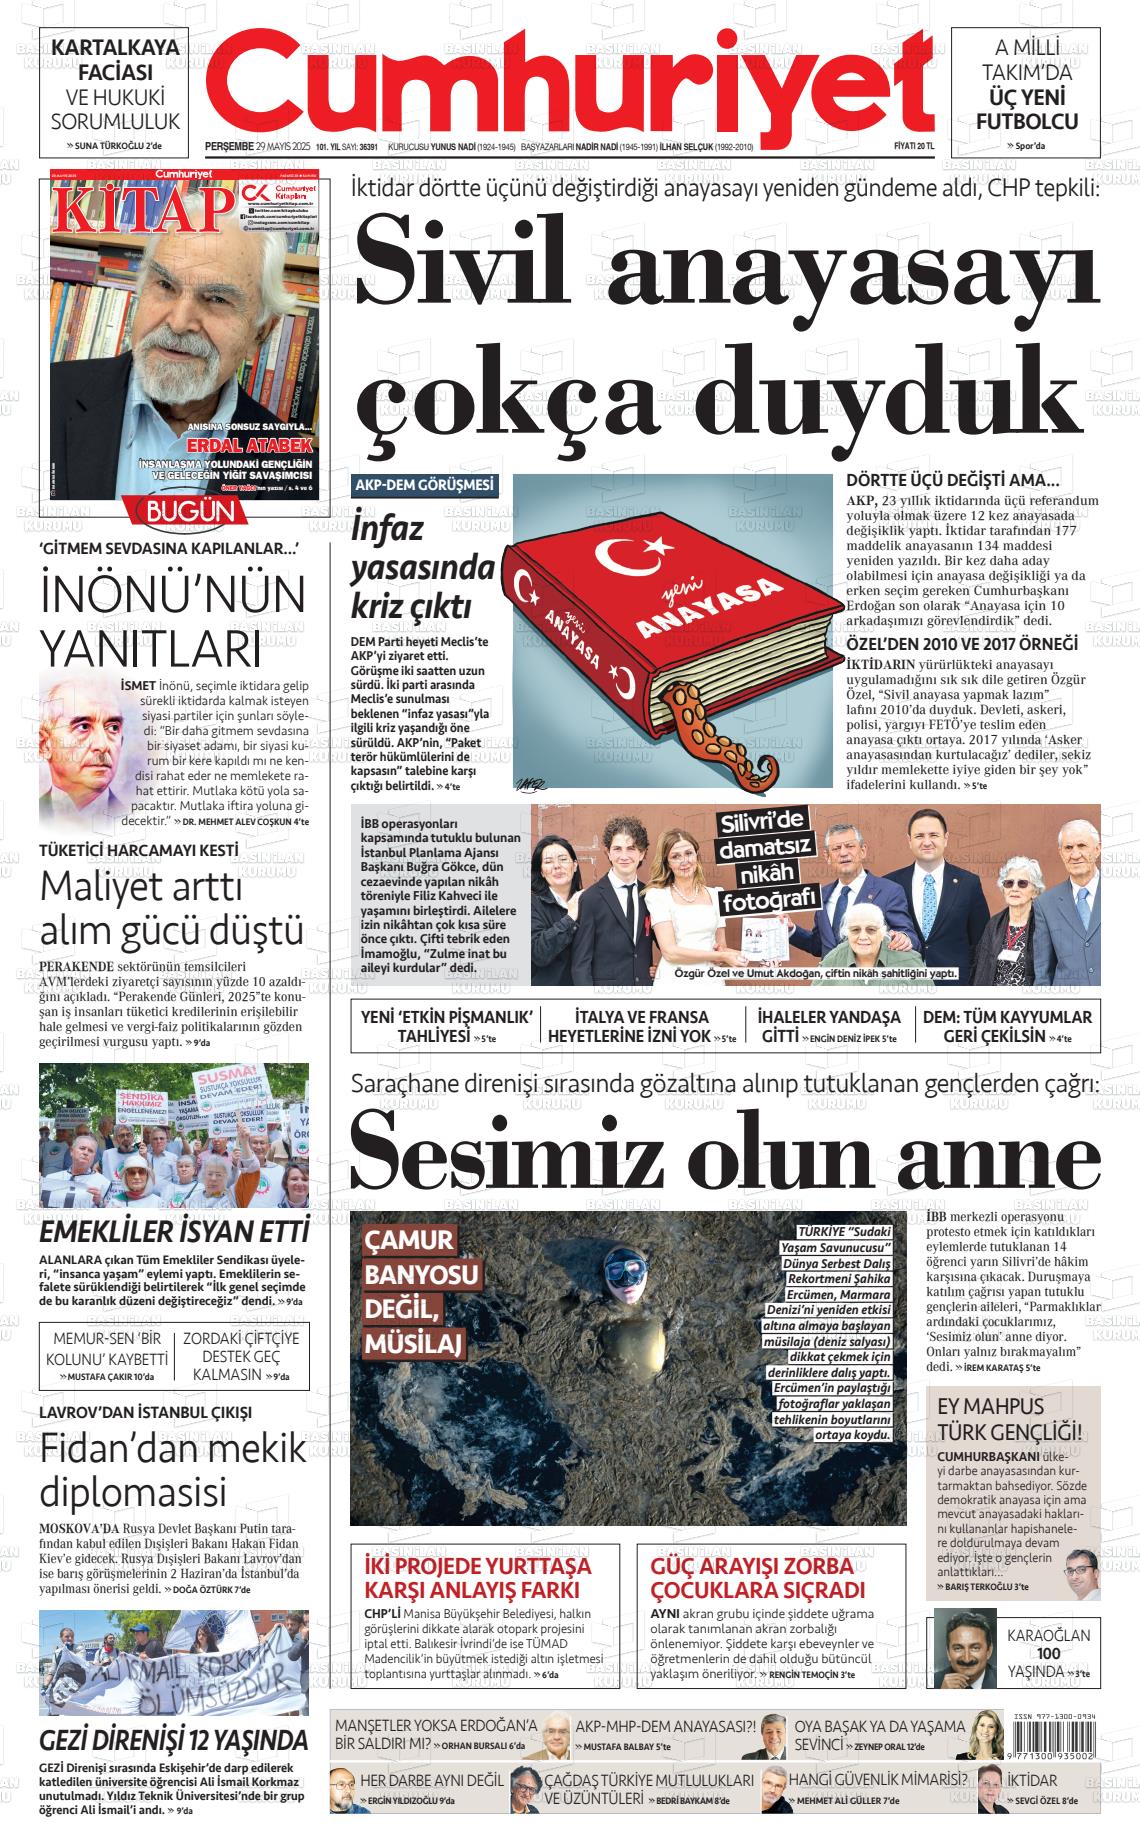 KARTALKAYA
FACİASI
VE HUKUKİ
SORUMLULUK
» SUNA TÜRKOĞLU 2'de
Cumhuriyet
PERŞEMBE 29 MAYIS 2025 101. YIL SAYI: 36391 KURUCUSU YUNUS NADİ (1924-1945) BAŞYAZARLARI NADİR NADİ (1945-1991) İLHAN SELÇUK (1992-2010) FİYATI 20 TL
A MİLLİ
TAKIM'DA
ÜÇ YENİ
FUTBOLCU
» Spor'da
Cumhuriyet
KİTAP
Cumhuriyet
Kitapları
ANISINA SONSUZ SAYGIYLA...
ERDAL ATABEK
İNSANLAŞMA YOLUNDAKİ GENÇLİĞİN
VE GELECEĞİN YİĞİT SAVAŞIMCISI
BUGÜN
İktidar dörtte üçünü değiştirdiği anayasayı yeniden gündeme aldı, CHP tepkili:
Sivil anayasayı
çokça duyduk
AKP-DEM GÖRÜŞMESİ
İnfaz
yasasında
kriz çıktı
DEM Parti heyeti Meclis'te
AKP'yi ziyaret etti.
Görüşme iki saatten uzun
sürdü. İki parti arasında
Meclis'e sunulması
beklenen "infaz yasası"yla
ilgili kriz yaşandığı öne
sürüldü. AKP'nin, "Paket
terör hükümlülerini de
kapsasın" talebine karşı
çıktığı belirtildi. » 4'te
yeni
ANAYASA
yeni
ANAYASA
DÖRTTE ÜÇÜ DEĞİŞTİ AMA...
AKP, 23 yıllık iktidarında üçü referandum
yoluyla olmak üzere 12 kez anayasada
değişiklik yaptı. İktidar tarafından 177
maddelik anayasanın 134 maddesi
yeniden yazıldı. Bir kez daha aday
olabilmesi için anayasa değişikliği ya da
erken seçim gereken Cumhurbaşkanı
Erdoğan son olarak "Anayasa için 10
arkadaşımızı görevlendirdik" dedi.
ÖZEL'DEN 2010 VE 2017 ÖRNEĞİ
İKTİDARIN yürürlükteki anayasayı
uygulamadığını sık sık dile getiren Özgür
Özel, "Sivil anayasa yapmak lazım"
lafını 2010'da duyduk. Devleti, askeri,
polisi, yargıyı FETÖ'ye teslim eden
anayasa çıktı ortaya. 2017 yılında 'Asker
anayasasından kurtulacağız' dediler, sekiz
yıldır memlekette iyiye giden bir şey yok"
ifadelerini kullandı. » 5'te
'GİTMEM SEVDASINA KAPILANLAR...'
İNÖNÜ'NÜN
YANITLARI
İSMET İnönü, seçimle iktidara gelip
sürekli iktidarda kalmak isteyen
siyasi partiler için şunları söyle-
di: "Bir daha gitmem sevdasına
bir siyaset adamı, bir siyasi ku-
rum bir kere kapıldı mı ne ken-
disi rahat eder ne memlekete ra-
hat ettirir. Mutlaka kötü yola sa-
pacaktır. Mutlaka iftira yoluna gi-
decektir." » DR. MEHMET ALEV COŞKUN 4'te
TÜKETİCİ HARCAMAYI KESTİ
Maliyet arttı
alım gücü düştü
PERAKENDE sektörünün temsilcileri
AVM'lerdeki ziyaretçi sayısının yüzde 10 azaldı-
ğını açıkladı. "Perakende Günleri, 2025"te konu-
şan iş insanları tüketici kredilerinin erişilebilir
hale gelmesi ve vergi-faiz politikalarının gözden
geçirilmesi vurgusu yaptı. » 9'da
İBB operasyonları
kapsamında tutuklu bulunan
İstanbul Planlama Ajansı
Başkanı Buğra Gökce, dün
cezaevinde yapılan nikâh
töreniyle Filiz Kahveci ile
yaşamını birleştirdi. Ailelere
izin nikâhtan çok kısa süre
önce çıktı. Çifti tebrik eden
İmamoğlu, "Zulme inat bu
aileyi kurdular" dedi.
Silivri'de
damatsız
nikâh
fotoğrafı
Özgür Özel ve Umut Akdoğan, çiftin nikâh şahitliğini yaptı.
YENİ 'ETKİN PİŞMANLIK'
TAHLİYESİ » 5'te
İTALYA VE FRANSA
HEYETLERİNE İZNİ YOK » 5'te
İHALELER YANDAŞA
GİTTİ » ENGİN DENİZ İPEK 5'te
DEM: TÜM KAYYUMLAR
GERİ ÇEKİLSİN » 4'te
SENDİKA
HAKKIMIZ
ENGELLENEMEZ!
SUSMA!
SUSTUKÇA YOKSULLUK
DEVAM EDER!
EMEKLİLER İSYAN ETTİ
ALANLARA çıkan Tüm Emekliler Sendikası üyele-
ri, "insanca yaşam" eylemi yaptı. Emeklilerin se-
falete sürüklendiği belirtilerek "İlk genel seçimde
de bu karanlık düzeni değiştireceğiz" dendi. » 9'da
MEMUR-SEN 'BİR
KOLUNU' KAYBETTİ
» MUSTAFA ÇAKIR 10'da
ZORDAKİ ÇİFTÇİYE
DESTEK GEÇ
KALMASIN » 9'da
LAVROV'DAN İSTANBUL ÇIKIŞI
Fidan'dan mekik
diplomasisi
MOSKOVA'DA Rusya Devlet Başkanı Putin tara-
fından kabul edilen Dışişleri Bakanı Hakan Fidan
Kiev'e gidecek. Rusya Dışişleri Bakanı Lavrov'dan
ise barış görüşmelerinin 2 Haziran'da İstanbul'da
yapılması önerisi geldi. » DOĞA ÖZTÜRK 7'de
ALİ İSMAİL KORKM
ÖLÜMSÜZDÜR
GEZİ DİRENİŞİ 12 YAŞINDA
GEZİ Direnişi sırasında Eskişehir'de darp edilerek
katledilen üniversite öğrencisi Ali İsmail Korkmaz
unutulmadı. Yıldız Teknik Üniversitesi'nde bir grup
öğrenci Ali İsmail'i andı. » 9'da
Saraçhane direnişi sırasında gözaltına alınıp tutuklanan gençlerden çağrı:
Sesimiz olun anne
ÇAMUR
BANYOSU
DEĞİL,
MÜSİLAJ
TÜRKİYE "Sudaki
Yaşam Savunucusu"
Dünya Serbest Dalış
Rekortmeni Şahika
Ercümen, Marmara
Denizi'ni yeniden etkisi
altına almaya başlayan
müsilaja (deniz salyası)
dikkat çekmek için
derinliklere dalış yaptı.
Ercümen'in paylaştığı
fotoğraflar yaklaşan
tehlikenin boyutlarını
ortaya koydu.
İBB merkezli operasyonu
protesto etmek için katıldıkları
eylemlerde tutuklanan 14
öğrenci yarın Silivri'de hâkim
karşısına çıkacak. Duruşmaya
katılım çağrısı yapan tutuklu
gençlerin aileleri, "Parmaklıklar
ardındaki çocuklarımız,
'Sesimiz olun' anne diyor.
Onları yalnız bırakmayalım"
dedi. » İREM KARATAŞ 5'te
EY MAHPUS
TÜRK GENÇLİĞİ!
CUMHURBAŞKANI ülke-
yi darbe anayasasından kur-
tarmaktan bahsediyor. Sözde
demokratik anayasa için ama
mevcut anayasadaki hakları-
nı kullananlar hapishanele-
re doldurulmaya devam
ediyor. İşte o gençlerin
anlattıkları...
» BARIŞ TERKOĞLU 3'te
İKİ PROJEDE YURTTAŞA
KARŞI ANLAYIŞ FARKI
CHP'Lİ Manisa Büyükşehir Belediyesi, halkın
görüşlerini dikkate alarak otopark projesini
iptal etti. Balıkesir İvrindi'de ise TÜMAD
Madencilik'in büyütmek istediği altın işletmesi
toplantısına yurttaşlar alınmadı. » 6'da
GÜÇ ARAYIŞI ZORBA
ÇOCUKLARA SIÇRADI
AYNI akran grubu içinde şiddete uğrama
olarak tanımlanan akran zorbalığı
önlenemiyor. Şiddete karşı ebeveynler ve
öğretmenlerin de dahil olduğu bütüncül
yaklaşım öneriliyor. » RENGİN TEMOÇİN 3'te
KARAOĞLAN
100
YAŞINDA » 3'te
MANŞETLER YOKSA ERDOĞAN'A
BİR SALDIRI MI? » ORHAN BURSALI 6'da
AKP-MHP-DEM ANAYASASI?!
» MUSTAFA BALBAY 5'te
OYA BAŞAK YA DA YAŞAMA
SEVİNCİ » ZEYNEP ORAL 12'de
ISSN 977-1300-0934
9 771300 935002
HER DARBE AYNI DEĞİL
» ERGİN YILDIZOĞLU 9'da
ÇAĞDAŞ TÜRKİYE MUTLULUKLARI
VE ÜZÜNTÜLERİ » BEDRİ BAYKAM 8'de
HANGİ GÜVENLİK MİMARİSİ?
» MEHMET ALİ GÜLLER 7'de
İKTİDAR
» SEVGİ ÖZEL 8'de